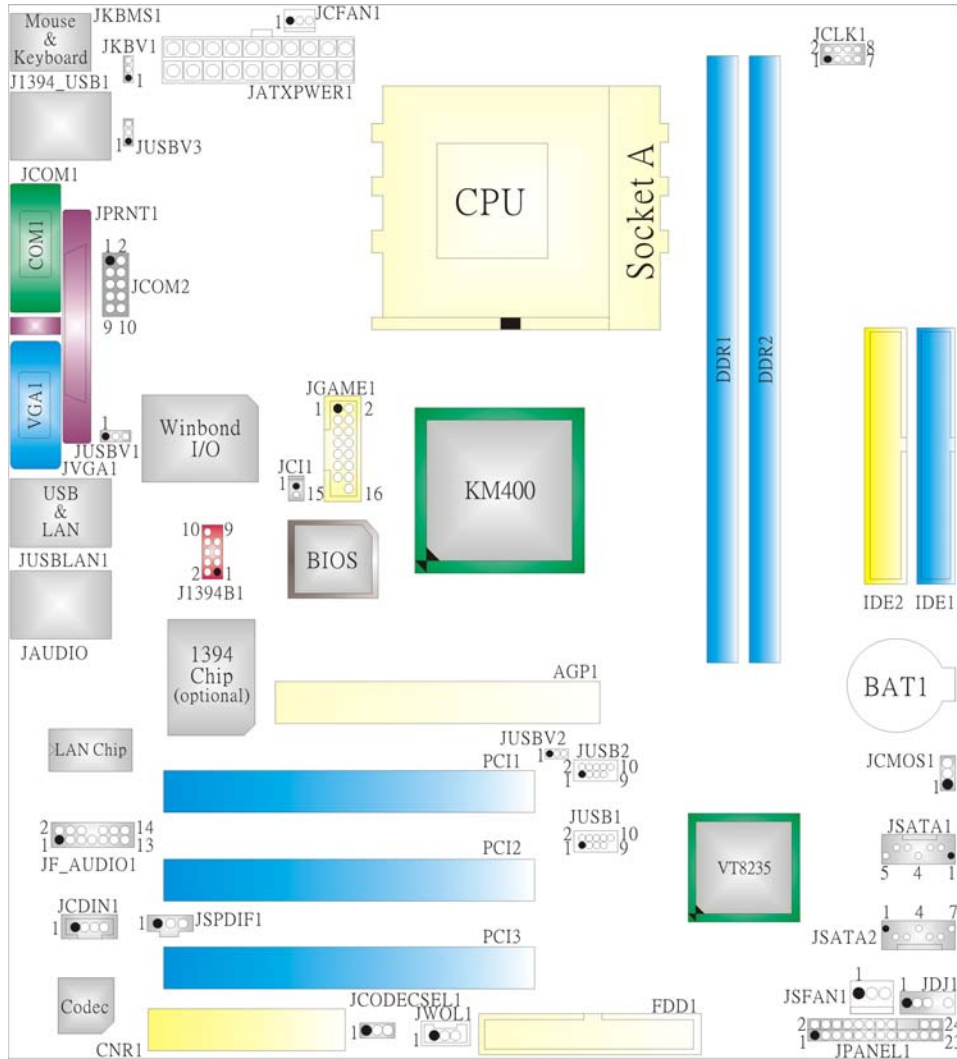 Mouse
&
Keyboard
JKBMS1
JKBV1
1
J1394_USB1
1
JUSBV3
1
JCFAN1
JATXPWER1
JCLK1
2 8
1 7
CPU
Socket A
JCOM1
COM1
JPRNT1
1 2
JCOM2
9 10
VGA1
1
JUSBV1
JVGA1
Winbond
I/O
JGAME1
1 2
JCI1
1
15 16
KM400
DDR1
DDR2
IDE2
IDE1
USB
&
LAN
JUSBLAN1
JAUDIO
10 9
2 1
J1394B1
BIOS
1394
Chip
(optional)
AGP1
BAT1
LAN Chip
JUSBV2
1
JUSB2
2 10
1 9
PCI1
JCMOS1
1
2 14
1 13
JF_AUDIO1
PCI2
JUSB1
2 10
1 9
VT8235
JSATA1
5 4 1
JCDIN1
1
1
JSPDIF1
PCI3
1 4 7
JSATA2
Codec
CNR1
JCODECSEL1
1
JWOL1
1
FDD1
1
JSFAN1
1
JDJ1
2 24
1 23
JPANEL1